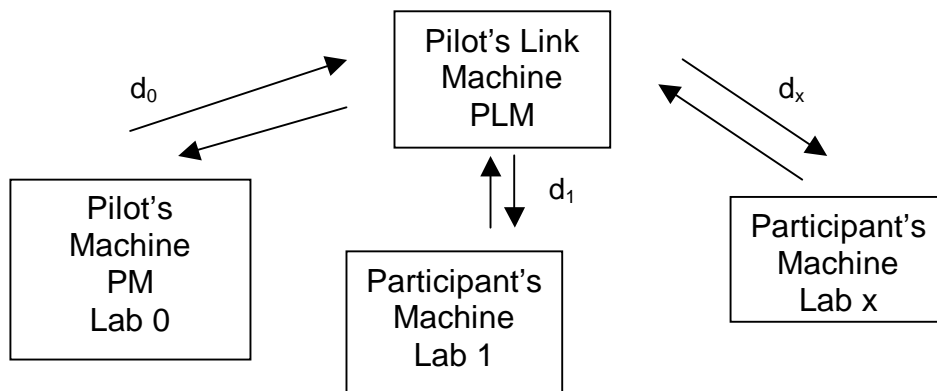 Pilot's Link
Machine
PLM
d0
dx
d1
Pilot's
Machine
PM
Lab 0
Participant's
Machine
Lab 1
Participant's
Machine
Lab x